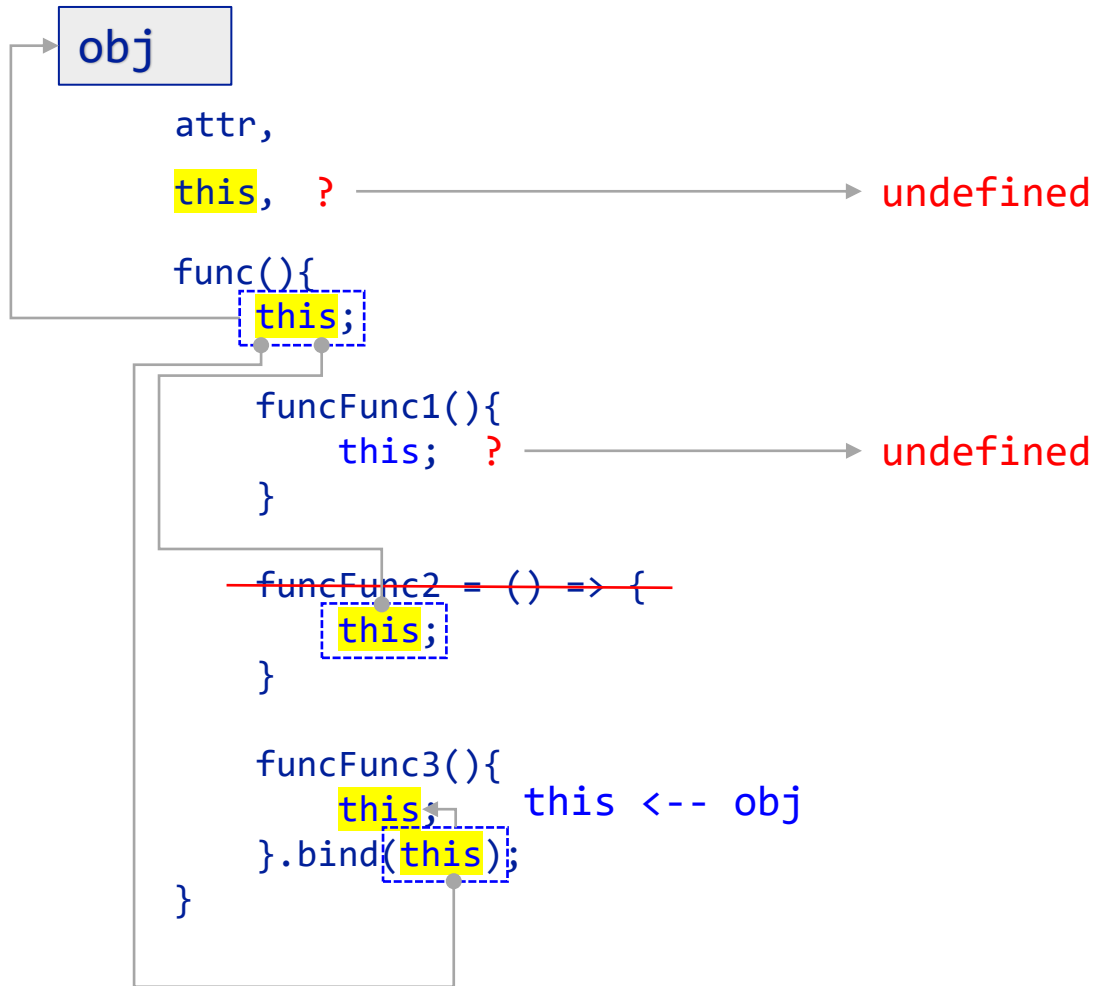 obj
attr,
this, ? undefined
func(){
this;
funcFunc1(){
this; ? undefined
}
funcFunc2 = () => {
this;
}
funcFunc3(){
this; this <-- obj
}.bind(this);
}